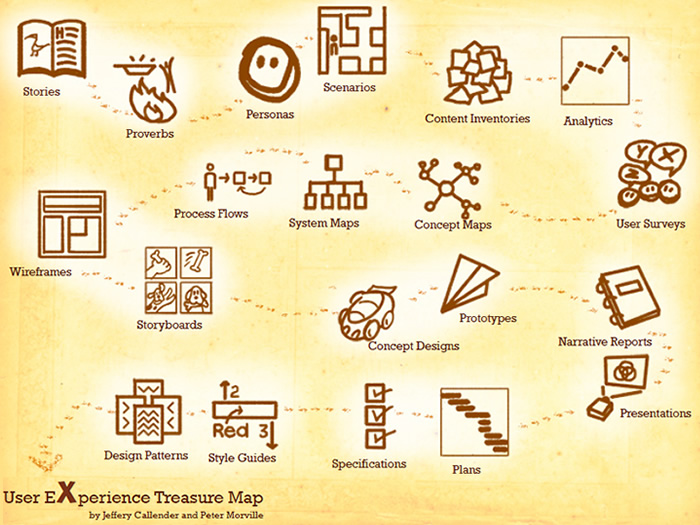 Stories
Proverbs
Personas
Scenarios
Content Inventories
Analytics
Y X
Z
User Surveys
Concept Maps
System Maps
Process Flows
Wireframes
Storyboards
Concept Designs
Prototypes
Narrative Reports
Presentations
Plans
Specifications
2
Red 3
Style Guides
Design Patterns
User EXperience Treasure Map
by Jeffery Callender and Peter Morville